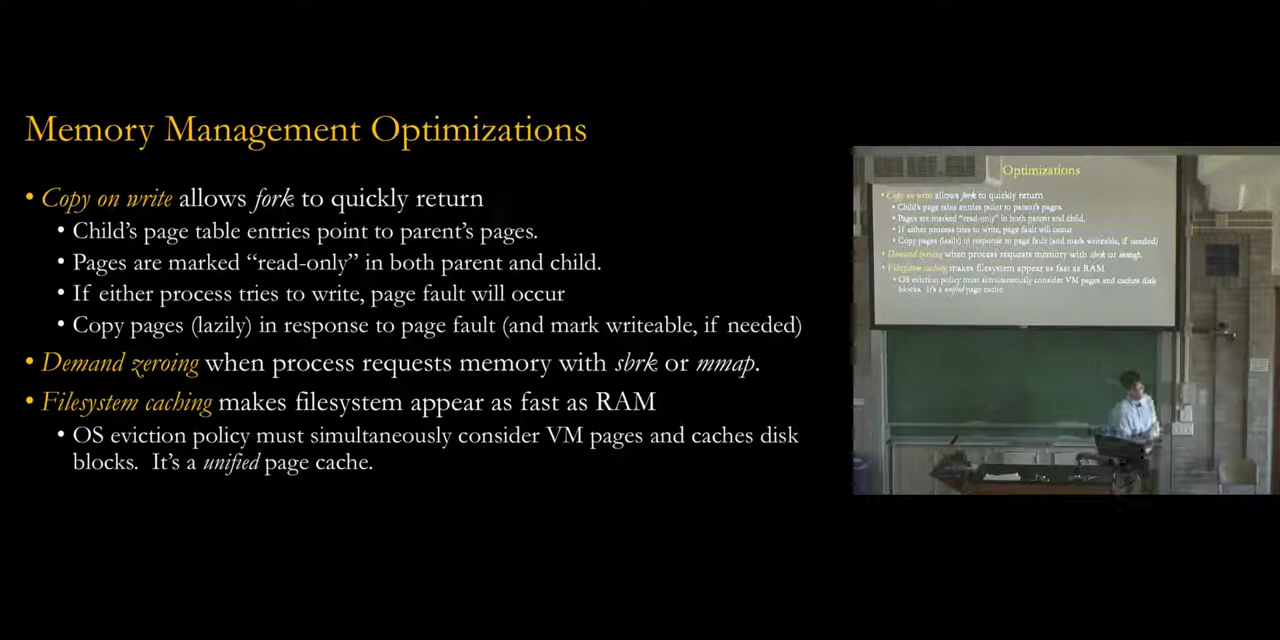 Memory Management Optimizations
• Copy on write allows fork to quickly return
• Child's page table entries point to parent's pages.
• Pages are marked “read-only” in both parent and child.
• If either process tries to write, page fault will occur
• Copy pages (lazily) in response to page fault (and mark writeable, if needed)
• Demand zeroing when process requests memory with sbrk or mmap.
• Filesystem caching makes filesystem appear as fast as RAM
• OS eviction policy must simultaneously consider VM pages and caches disk
blocks. It's a unified page cache.
Optimizations
• Copy on write allows fork to quickly return
• Child's page table entries point to parent's pages.
• Pages are marked “read-only” in both parent and child.
• If either process tries to write, page fault will occur
• Copy pages (lazily) in response to page fault (and mark writeable, if needed)
• Demand zeroing when process requests memory with sbrk or mmap.
• Filesystem caching makes filesystem appear as fast as RAM
• OS eviction policy must simultaneously consider VM pages and caches disk
blocks. It's a unified page cache.